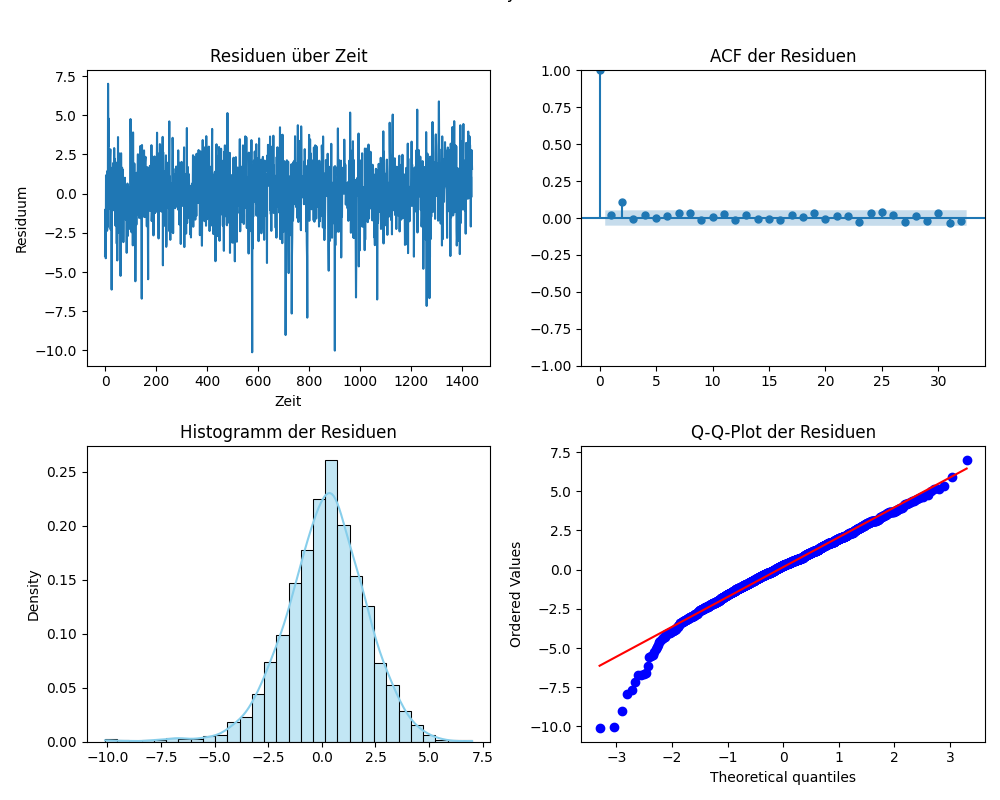 Residuen über Zeit
7.5
5.0
2.5
0.0
−2.5
−5.0
−7.5
−10.0
Residuum
0 200 400 600 800 1000 1200 1400
Zeit
ACF der Residuen
1.00
0.75
0.50
0.25
0.00
−0.25
−0.50
−0.75
−1.00
0 5 10 15 20 25 30
Histogramm der Residuen
0.25
0.20
0.15
0.10
0.05
0.00
Density
−10.0 −7.5 −5.0 −2.5 0.0 2.5 5.0 7.5
Q-Q-Plot der Residuen
7.5
5.0
2.5
0.0
−2.5
−5.0
−7.5
−10.0
Ordered Values
−3 −2 −1 0 1 2 3
Theoretical quantiles